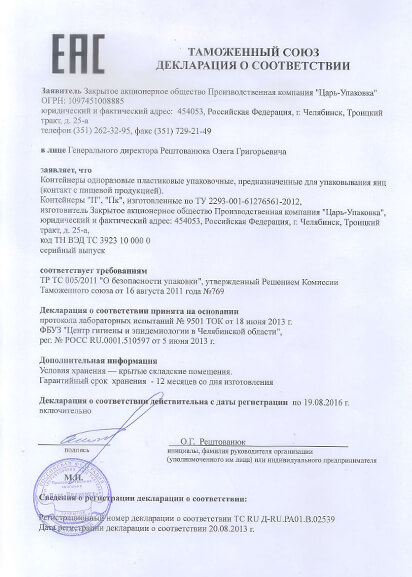 EAC
ТАМОЖЕННЫЙ СОЮЗ
ДЕКЛАРАЦИЯ О СООТВЕТСТВИИ
Заявитель Закрытое акционерное общество Производственная компания "Царь-Упаковка"
ОГРН: 1097451008885
юридический и фактический адрес: 454053, Российская Федерация, г. Челябинск, Троицкий
тракт, д. 25-а
телефон (351) 262-32-95, факс (351) 729-21-49
в лице Генерального директора Рештованюка Олега Григорьевича
заявляет, что
Контейнеры одноразовые пластиковые упаковочные, предназначенные для упаковывания яиц
(контакт с пищевой продукцией).
Контейнеры "П", "Пк", изготовленные по ТУ 2293-001-61276561-2012,
изготовитель Закрытое акционерное общество Производственная компания "Царь-Упаковка",
юридический и фактический адрес: 454053, Российская Федерация, г. Челябинск, Троицкий
тракт, д. 25-а,
код ТН ВЭД ТС 3923 10 000 0
серийный выпуск
соответствует требованиям
ТР ТС 005/2011 "О безопасности упаковки", утвержденный Решением Комиссии
Таможенного союза от 16 августа 2011 года №769
Декларация о соответствии принята на основании
протокола лабораторных испытаний № 9501 ТОК от 18 июня 2013 г.
ФБУЗ "Центр гигиены и эпидемиологии в Челябинской области",
рег. № РОСС RU.0001.510597 от 5 июня 2013 г.
Дополнительная информация
Условия хранения — крытые складские помещения.
Гарантийный срок хранения - 12 месяцев со дня изготовления
Декларация о соответствии действительна с даты регистрации по 19.08.2016 г.
включительно
О.Г. Рештованюк
подпись
инициалы, фамилия руководителя организации
(уполномоченного им лица) или индивидуального предпринимателя
М.П.
Сведения о регистрации декларации о соответствии:
Регистрационный номер декларации о соответствии ТС RU Д-RU.РА01.В.02539
Дата регистрации декларации о соответствии 20.08.2013 г.